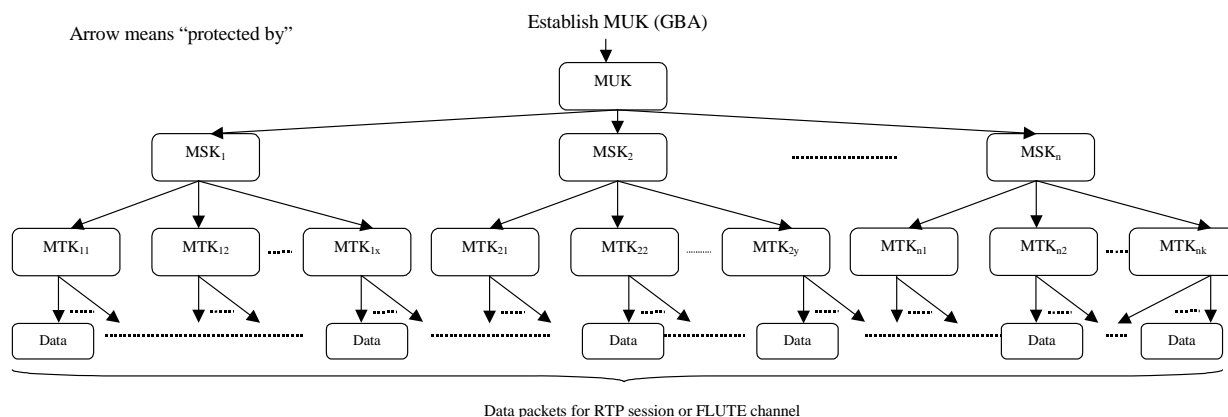 Establish MUK (GBA)
Arrow means “protected by”
MUK
MSK₁ MSK₂ MSKₙ
MTK₁₁ MTK₁₂ MTK₁ₓ MTK₂₁ MTK₂₂ MTK₂ᵧ MTKₙ₁ MTKₙ₂ MTKₙₖ
Data Data Data Data Data Data
Data packets for RTP session or FLUTE channel